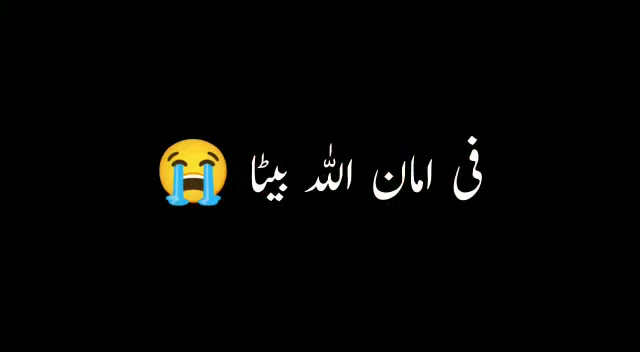 فی امان اللہ بیٹا 😭